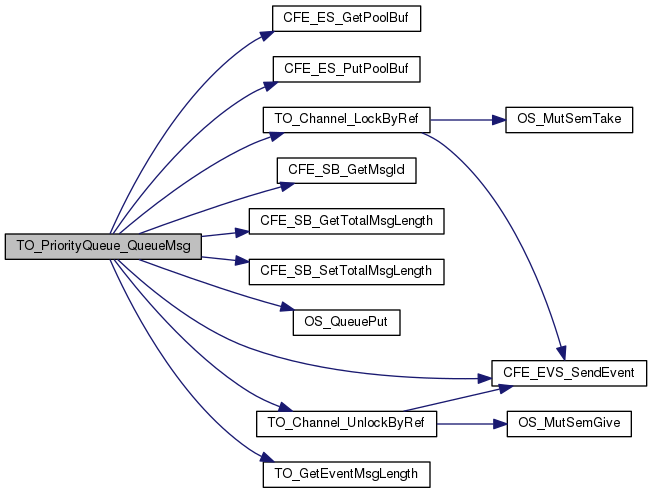 CFE_ES_GetPoolBuf
CFE_ES_PutPoolBuf
TO_Channel_LockByRef
OS_MutSemTake
CFE_SB_GetMsgId
CFE_SB_GetTotalMsgLength
TO_PriorityQueue_QueueMsg
CFE_SB_SetTotalMsgLength
OS_QueuePut
CFE_EVS_SendEvent
TO_Channel_UnlockByRef
OS_MutSemGive
TO_GetEventMsgLength